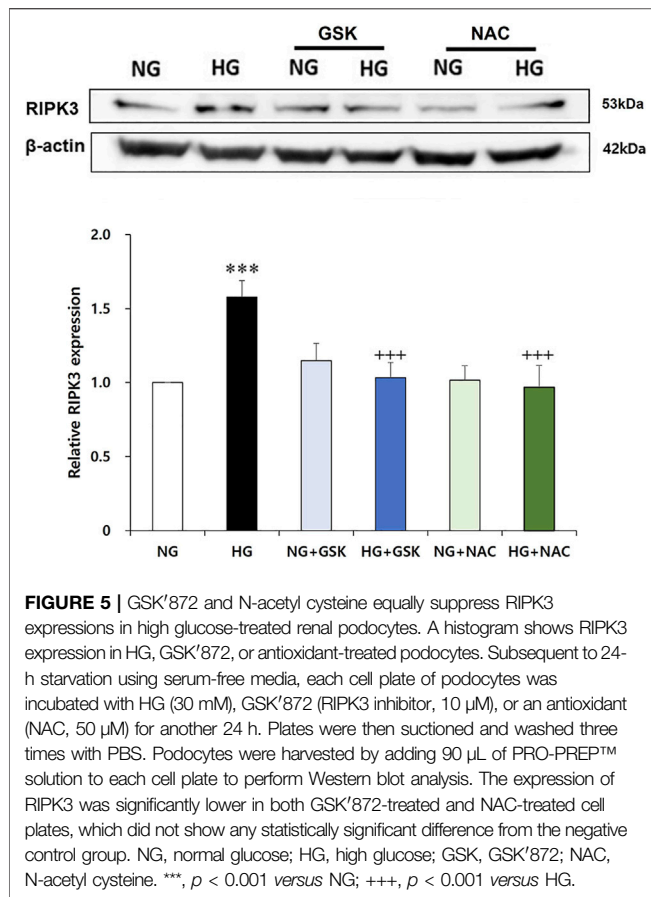 GSK NAC
NG HG NG HG NG HG
RIPK3 53kDa
β-actin 42kDa
Relative RIPK3 expression
2.0
1.5
1.0
0.5
0
***
+++
+++
NG HG NG+GSK HG+GSK NG+NAC HG+NAC
FIGURE 5 | GSK′872 and N-acetyl cysteine equally suppress RIPK3
expressions in high glucose-treated renal podocytes. A histogram shows RIPK3
expression in HG, GSK′872, or antioxidant-treated podocytes. Subsequent to 24-
h starvation using serum-free media, each cell plate of podocytes was
incubated with HG (30 mM), GSK′872 (RIPK3 inhibitor, 10 μM), or an antioxidant
(NAC, 50 μM) for another 24 h. Plates were then suctioned and washed three
times with PBS. Podocytes were harvested by adding 90 μL of PRO-PREP™
solution to each cell plate to perform Western blot analysis. The expression of
RIPK3 was significantly lower in both GSK′872-treated and NAC-treated cell
plates, which did not show any statistically significant difference from the negative
control group. NG, normal glucose; HG, high glucose; GSK, GSK′872; NAC,
N-acetyl cysteine. ***, p < 0.001 versus NG; +++, p < 0.001 versus HG.